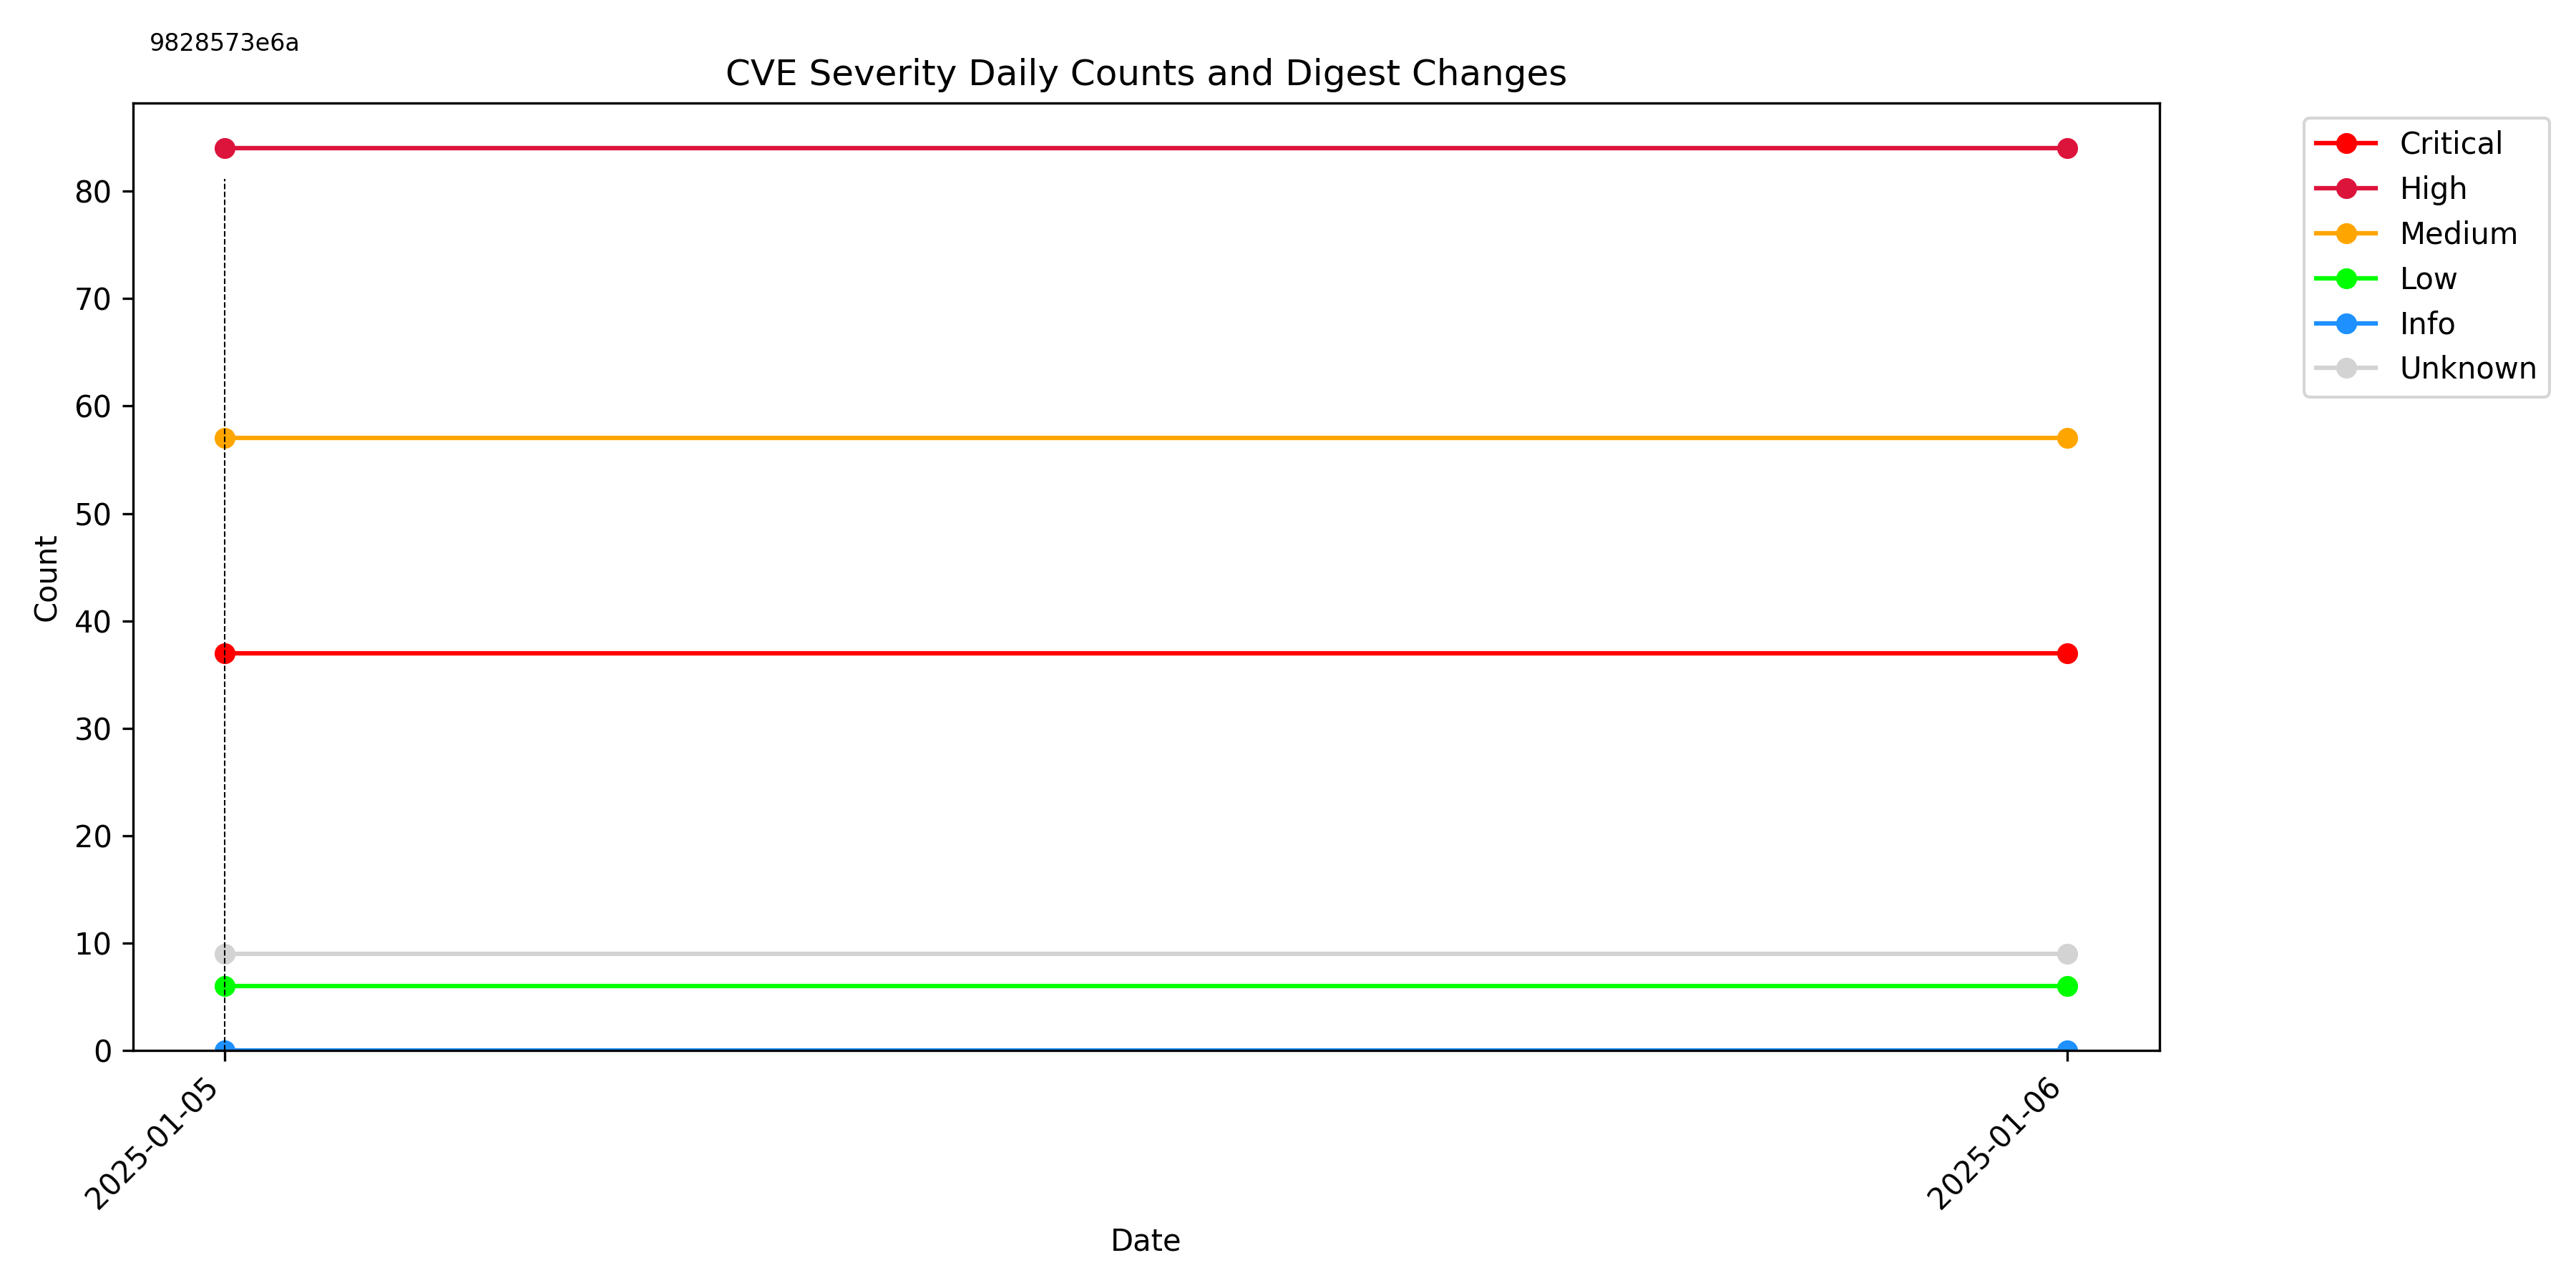 9828573e6a
CVE Severity Daily Counts and Digest Changes
Count
80
70
60
50
40
30
20
10
0
2025-01-05
2025-01-06
Date
Critical
High
Medium
Low
Info
Unknown